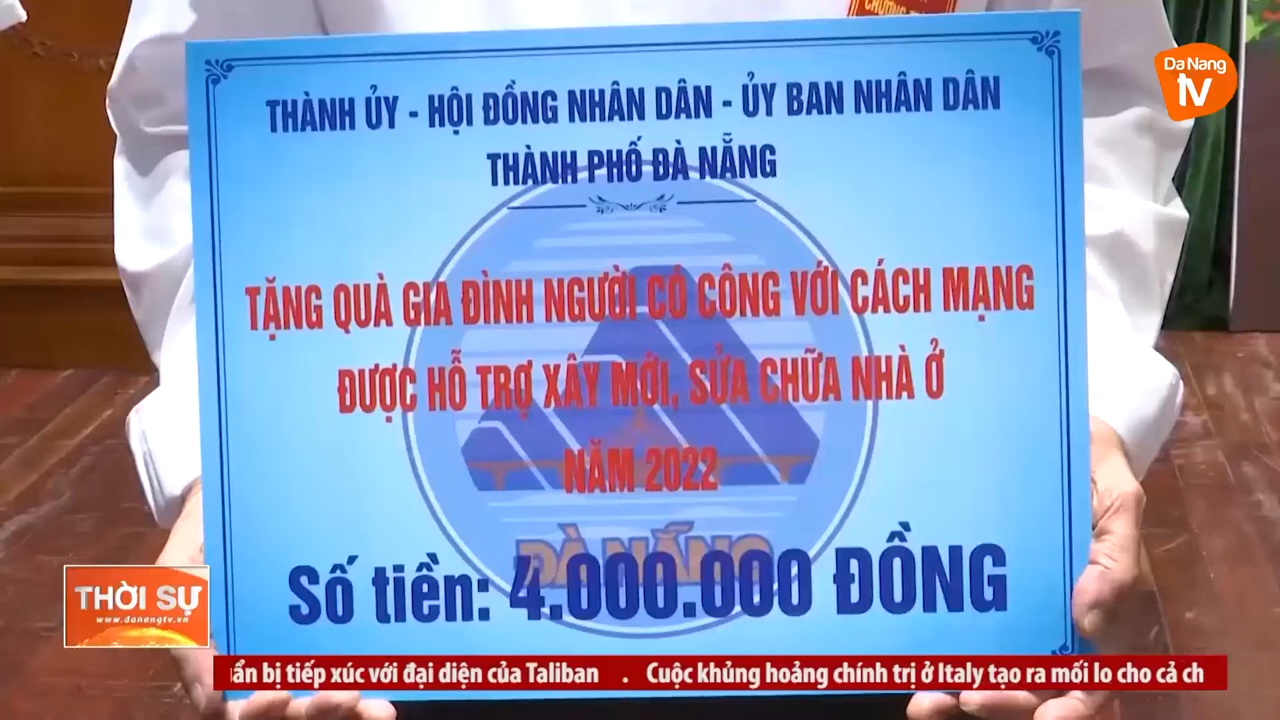 CHƯƠNG
Da Nang
tv
THÀNH ỦY - HỘI ĐỒNG NHÂN DÂN - ỦY BAN NHÂN DÂN
THÀNH PHỐ ĐÀ NẴNG
TẶNG QUÀ GIA ĐÌNH NGƯỜI CÓ CÔNG VỚI CÁCH MẠNG
ĐƯỢC HỖ TRỢ XÂY MỚI, SỬA CHỮA NHÀ Ở
NĂM 2022
ĐÀ NẴNG
Số tiền: 4.000.000 ĐỒNG
THỜI SỰ
www.danangtv.vn
bị tiếp xúc với đại diện của Taliban . Cuộc khủng hoảng chính trị ở Italy tạo ra mối lo cho cả ch